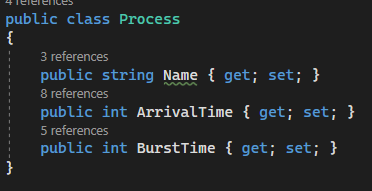 4 references
public class Process
{
3 references
public string Name { get; set; }
8 references
public int ArrivalTime { get; set; }
5 references
public int BurstTime { get; set; }
}